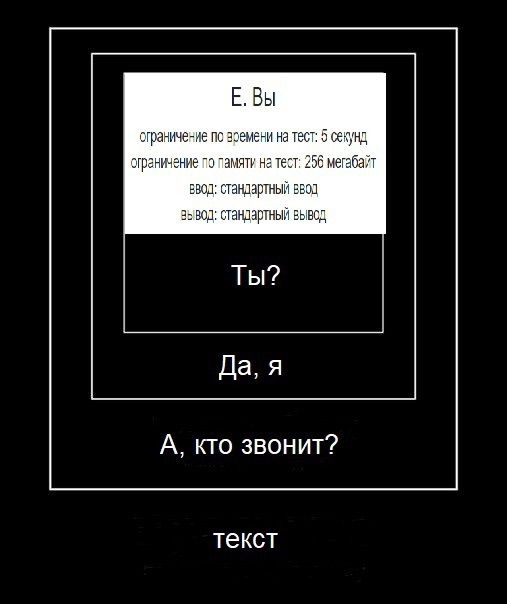 E. Вы
ограничение по времени на тест: 5 секунд
ограничение по памяти на тест: 256 мегабайт
ввод: стандартный ввод
вывод: стандартный вывод
Ты?
Да, я
А, кто звонит?
текст